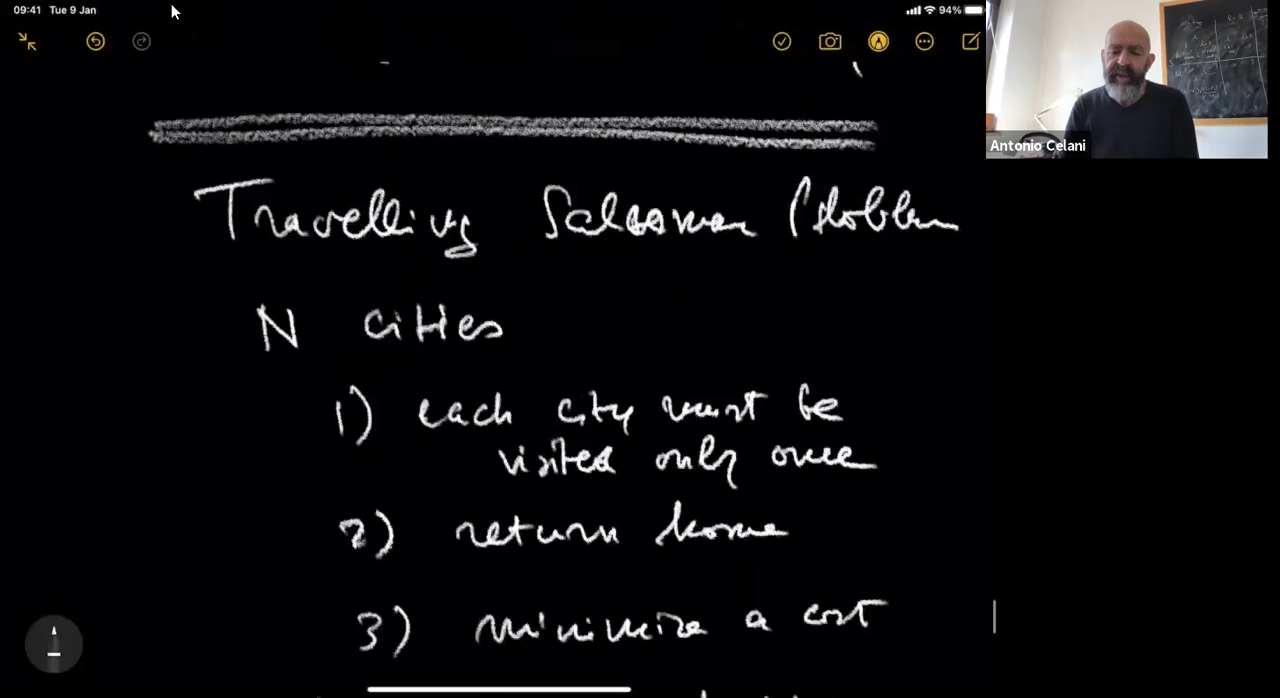 09:41 Tue 9 Jan
94%
Antonio Celani
Travelling Salesman Problem
N cities
1) each city must be
visited only once
2) return home
3) minimize a cost